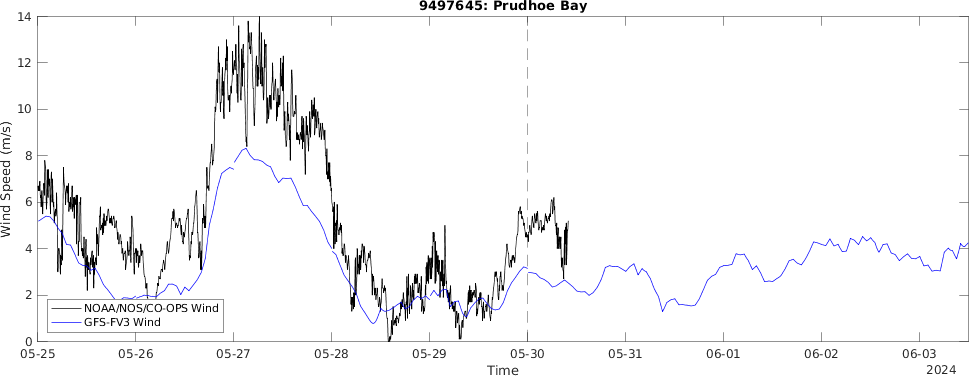 9497645: Prudhoe Bay
Wind Speed (m/s)
14
12
10
8
6
4
2
0
NOAA/NOS/CO-OPS Wind
GFS-FV3 Wind
05-25 05-26 05-27 05-28 05-29 05-30 05-31 06-01 06-02 06-03
Time
2024